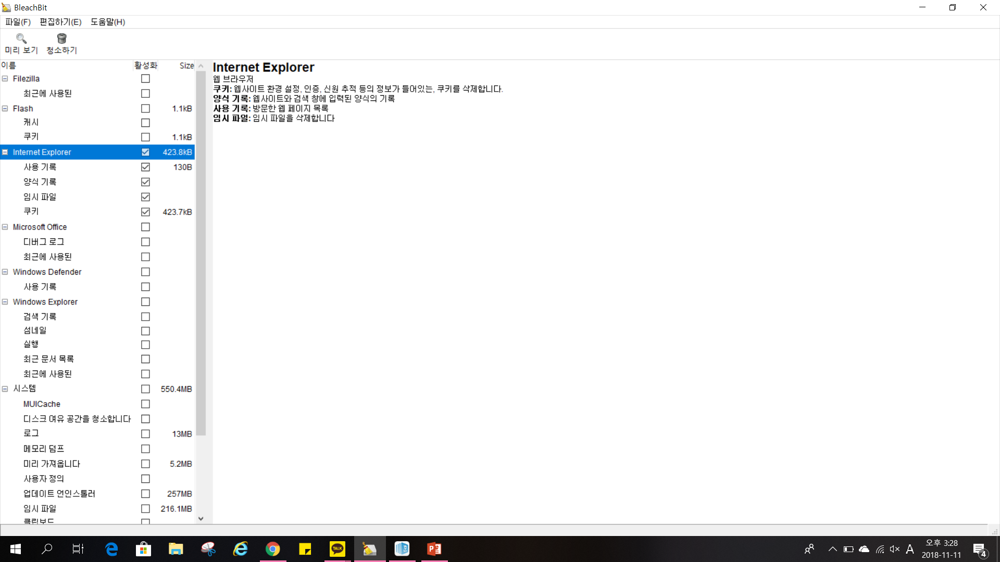 BleachBit
파일(F) 편집하기(E) 도움말(H)
미리 보기 청소하기
이름 활성화 Size
Filezilla
최근에 사용된
Flash 1.1kB
캐시
쿠키 1.1kB
Internet Explorer 423.8kB
사용 기록 130B
양식 기록
임시 파일
쿠키 423.7kB
Microsoft Office
디버그 로그
최근에 사용된
Windows Defender
사용 기록
Windows Explorer
검색 기록
섬네일
실행
최근 문서 목록
최근에 사용된
시스템 550.4MB
MUICache
디스크 여유 공간을 청소합니다
로그 13MB
메모리 덤프
미리 가져옵니다 5.2MB
사용자 정의
업데이트 언인스톨러 257MB
임시 파일 216.1MB
클립보드
Internet Explorer
웹 브라우저
쿠키: 웹사이트 환경 설정, 인증, 신원 추적 등의 정보가 들어있는, 쿠키를 삭제합니다.
양식 기록: 웹사이트와 검색 창에 입력된 양식의 기록
사용 기록: 방문한 웹 페이지 목록
임시 파일: 임시 파일을 삭제합니다
TALK
A
오후 3:28
2018-11-11
4